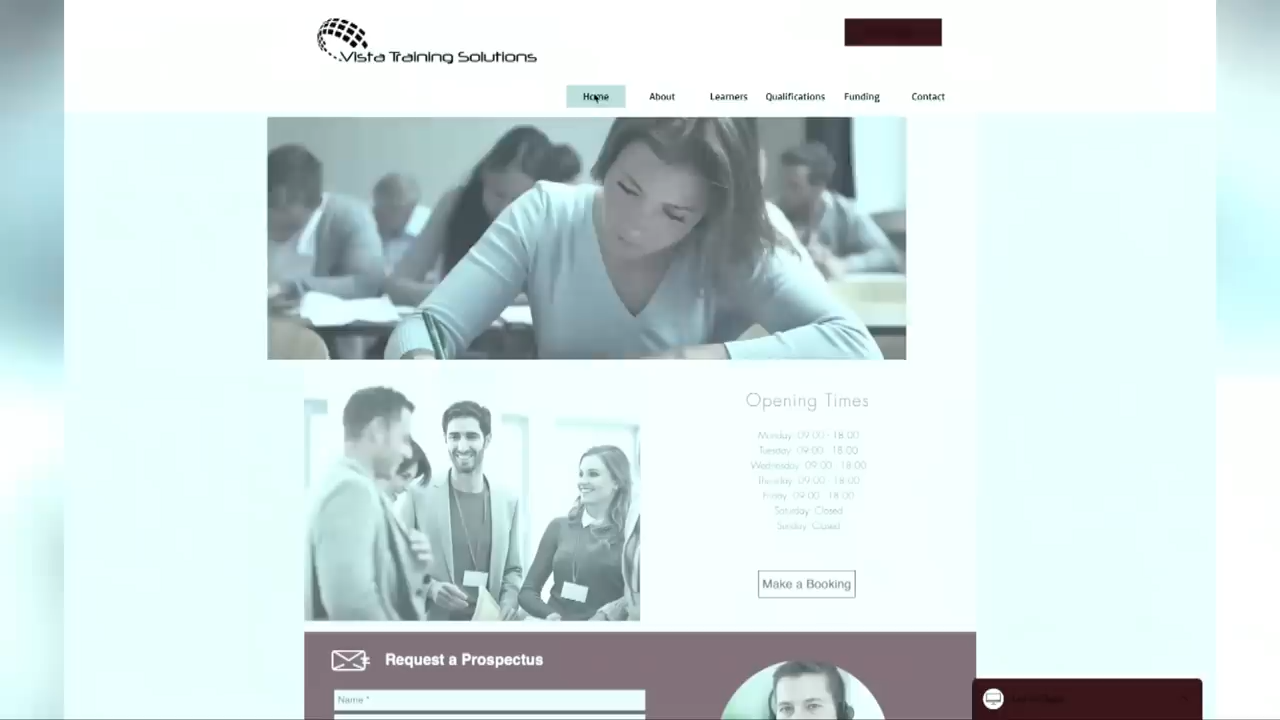 Vista Training Solutions
Home
About
Learners
Qualifications
Funding
Contact
Opening Times
Monday: 09:00 - 18:00
Tuesday: 09:00 - 18:00
Wednesday: 09:00 - 18:00
Thursday: 09:00 - 18:00
Friday: 09:00 - 18:00
Saturday: Closed
Sunday: Closed
Make a Booking
Request a Prospectus
Name *